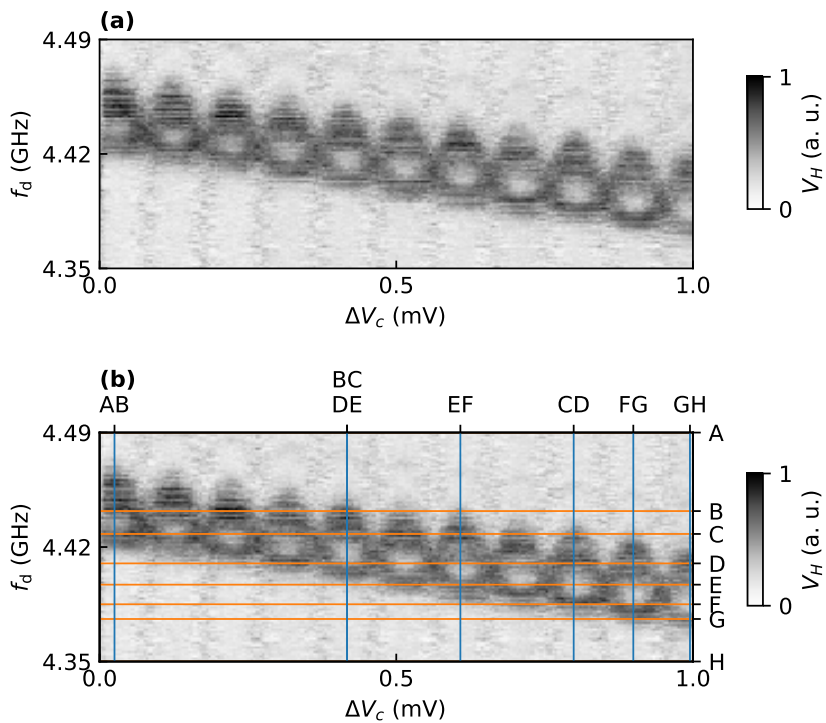 (a)
4.49
4.42
4.35
f_d (GHz)
0.0
0.5
1.0
ΔV_c (mV)
1
0
V_H (a. u.)
(b)
BC
AB
DE
EF
CD
FG
GH
4.49
4.42
4.35
f_d (GHz)
A
B
C
D
E
F
G
H
0.0
0.5
1.0
ΔV_c (mV)
1
0
V_H (a. u.)